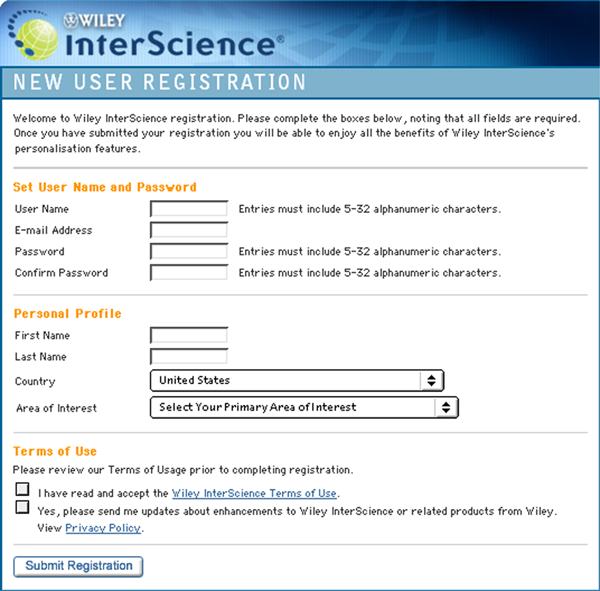 WILEY
InterScience®
NEW USER REGISTRATION
Welcome to Wiley InterScience registration. Please complete the boxes below, noting that all fields are required.
Once you have submitted your registration you will be able to enjoy all the benefits of Wiley InterScience's
personalisation features.
Set User Name and Password
User Name Entries must include 5-32 alphanumeric characters.
E-mail Address
Password Entries must include 5-32 alphanumeric characters.
Confirm Password Entries must include 5-32 alphanumeric characters.
Personal Profile
First Name
Last Name
Country United States
Area of Interest Select Your Primary Area of Interest
Terms of Use
Please review our Terms of Usage prior to completing registration.
I have read and accept the Wiley InterScience Terms of Use.
Yes, please send me updates about enhancements to Wiley InterScience or related products from Wiley.
View Privacy Policy.
Submit Registration